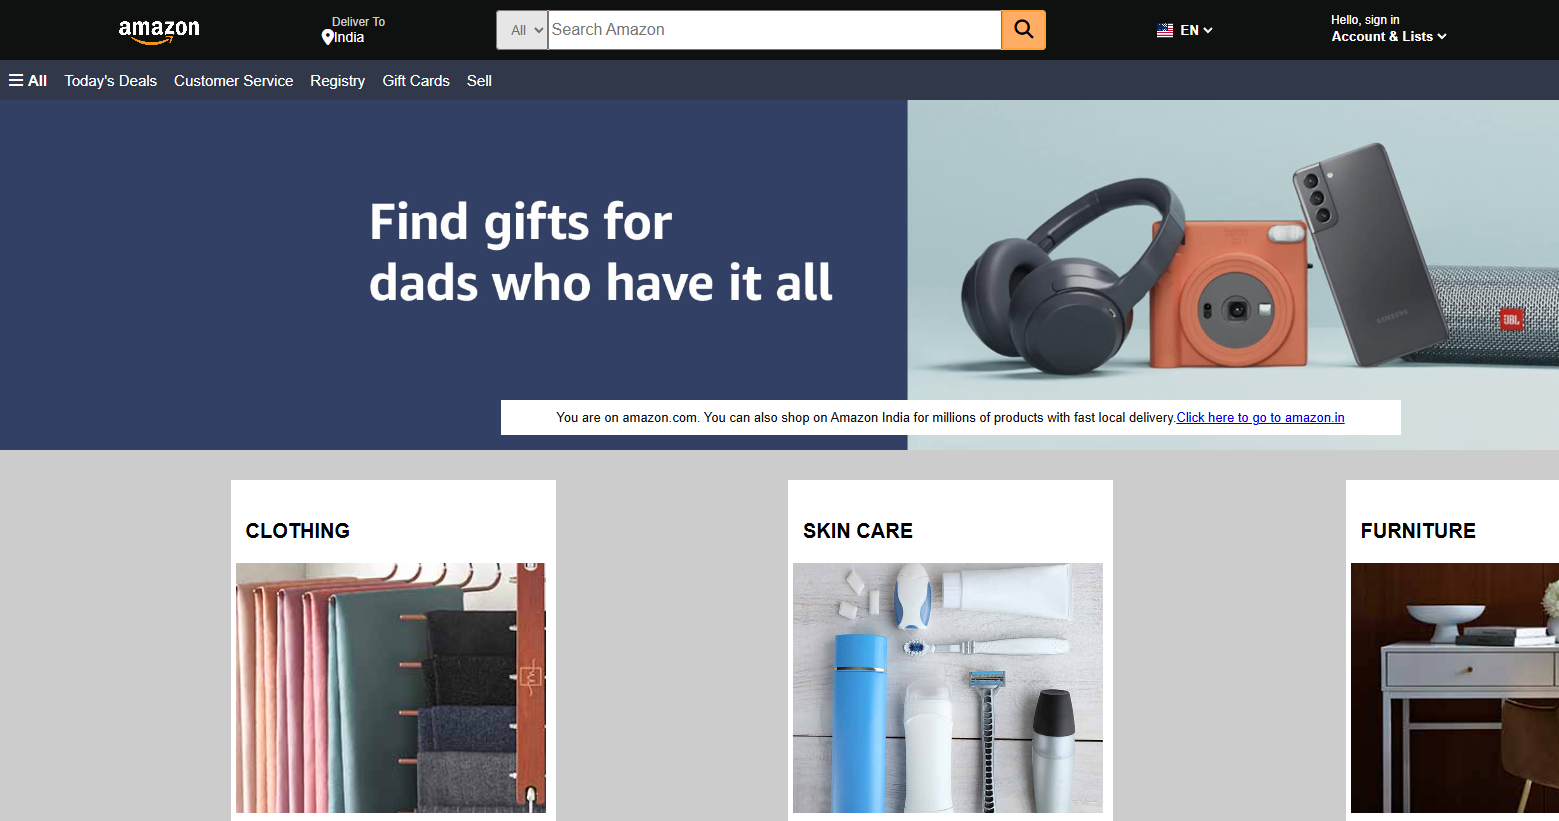 amazon
Deliver To
India
All
Search Amazon
EN
Hello, sign in
Account & Lists
All
Today's Deals
Customer Service
Registry
Gift Cards
Sell
Find gifts for
dads who have it all
SAMSUNG
JBL
You are on amazon.com. You can also shop on Amazon India for millions of products with fast local delivery.Click here to go to amazon.in
CLOTHING
SKIN CARE
FURNITURE